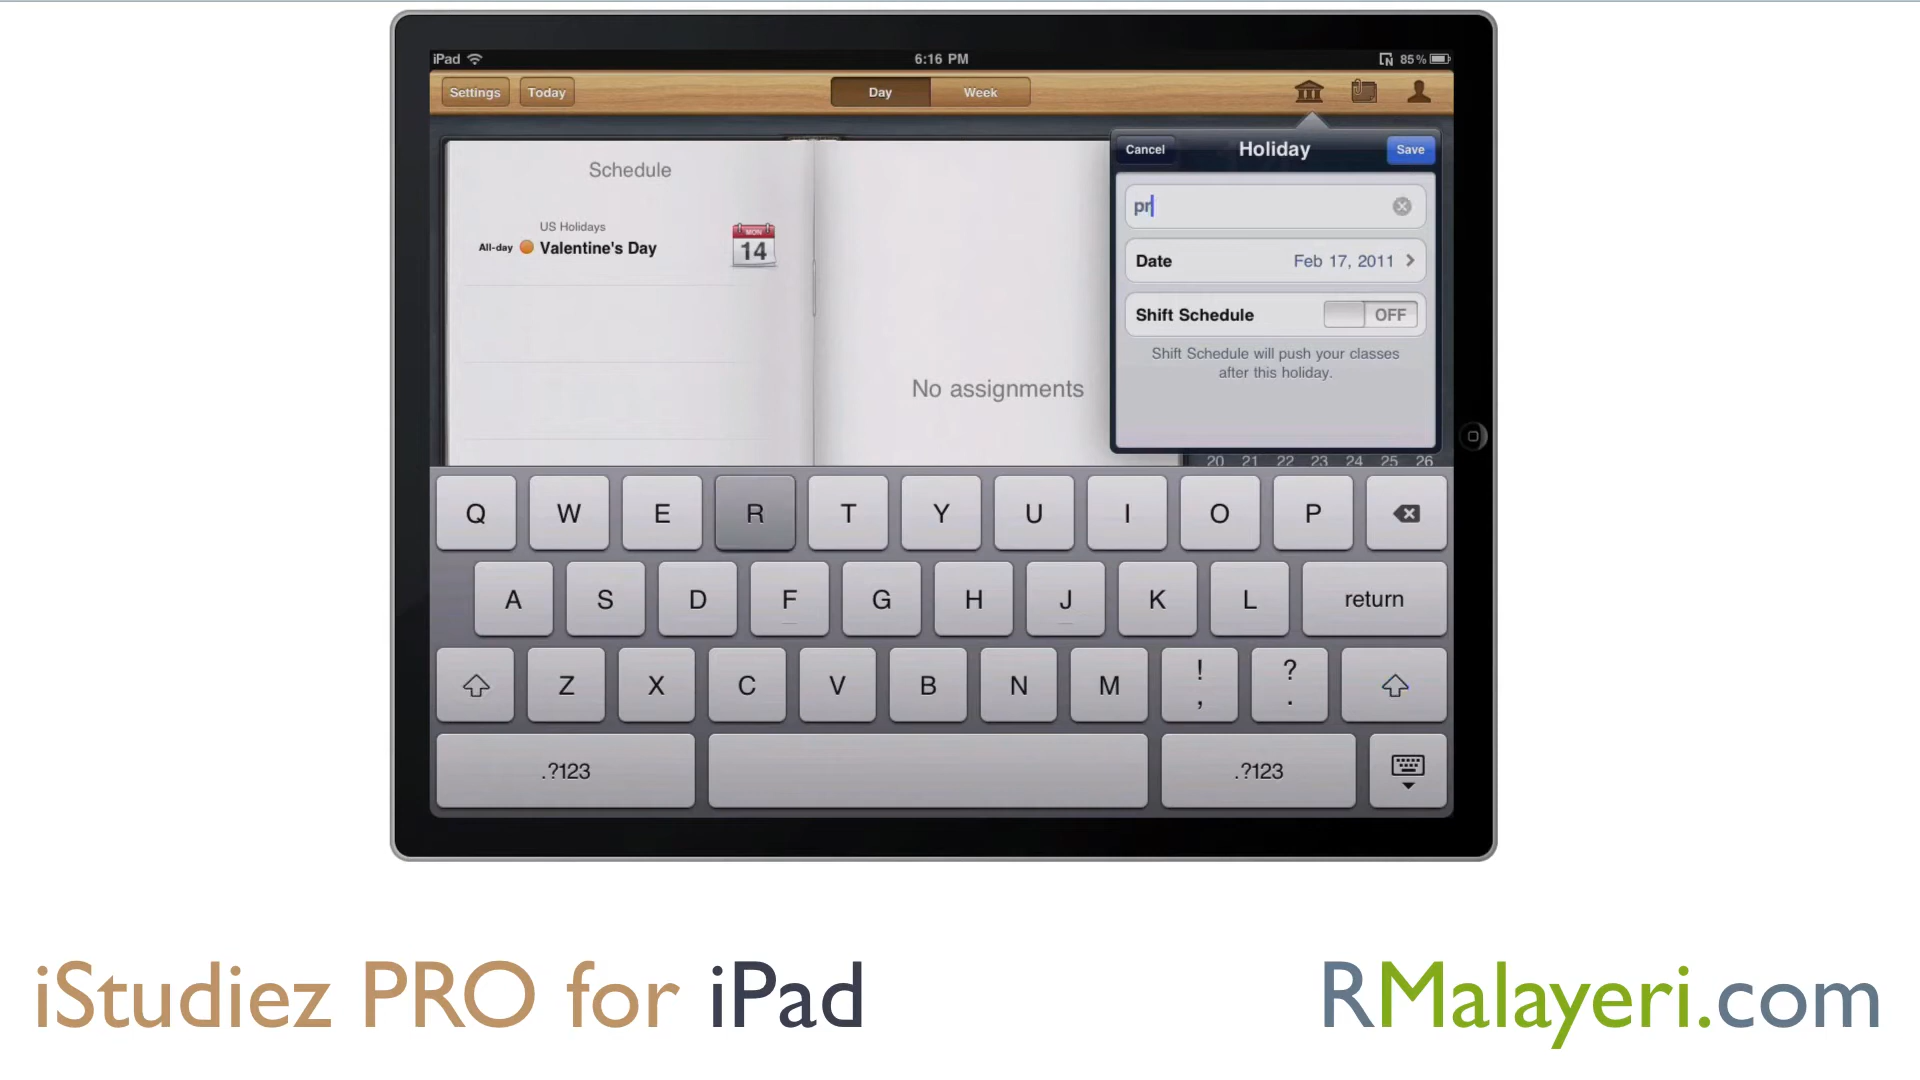 iPad
6:16 PM
85%
Settings
Today
Day
Week
Cancel
Holiday
Save
Schedule
US Holidays
All-day
Valentine's Day
MON
14
pr
Date
Feb 17, 2011
Shift Schedule
OFF
Shift Schedule will push your classes
after this holiday.
No assignments
20 21 22 23 24 25 26
Q W E R T Y U I O P
A S D F G H J K L return
Z X C V B N M ! , ? .
.?123 .?123
iStudiez PRO for iPad
RMalayeri.com